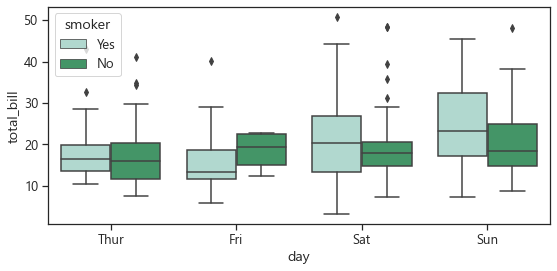 smoker
Yes
No
50
40
30
20
10
total_bill
Thur
Fri
Sat
Sun
day